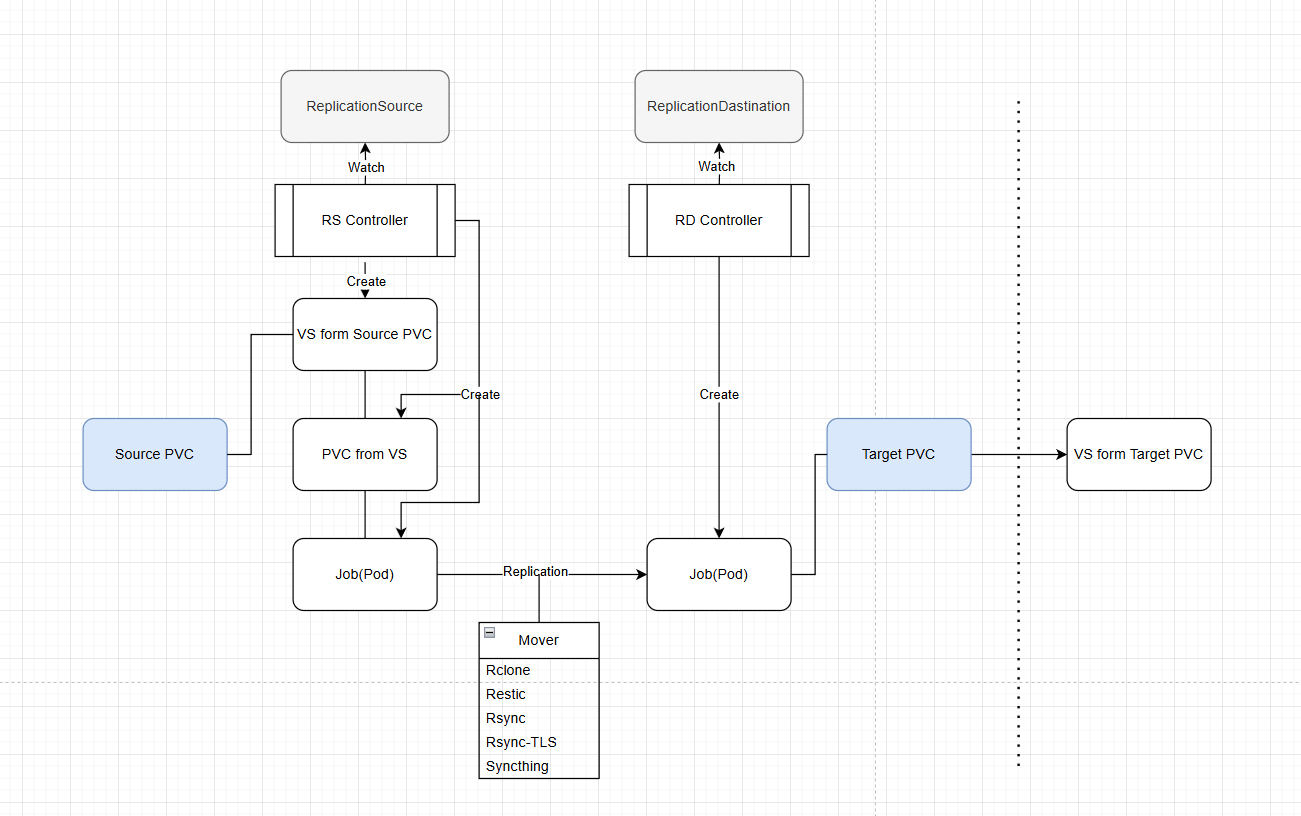 ReplicationSource
ReplicationDastination
Watch
Watch
RS Controller
RD Controller
Create
VS form Source PVC
Create
Create
Source PVC
PVC from VS
Target PVC
VS form Target PVC
Job(Pod)
Replication
Job(Pod)
Mover
Rclone
Restic
Rsync
Rsync-TLS
Syncthing